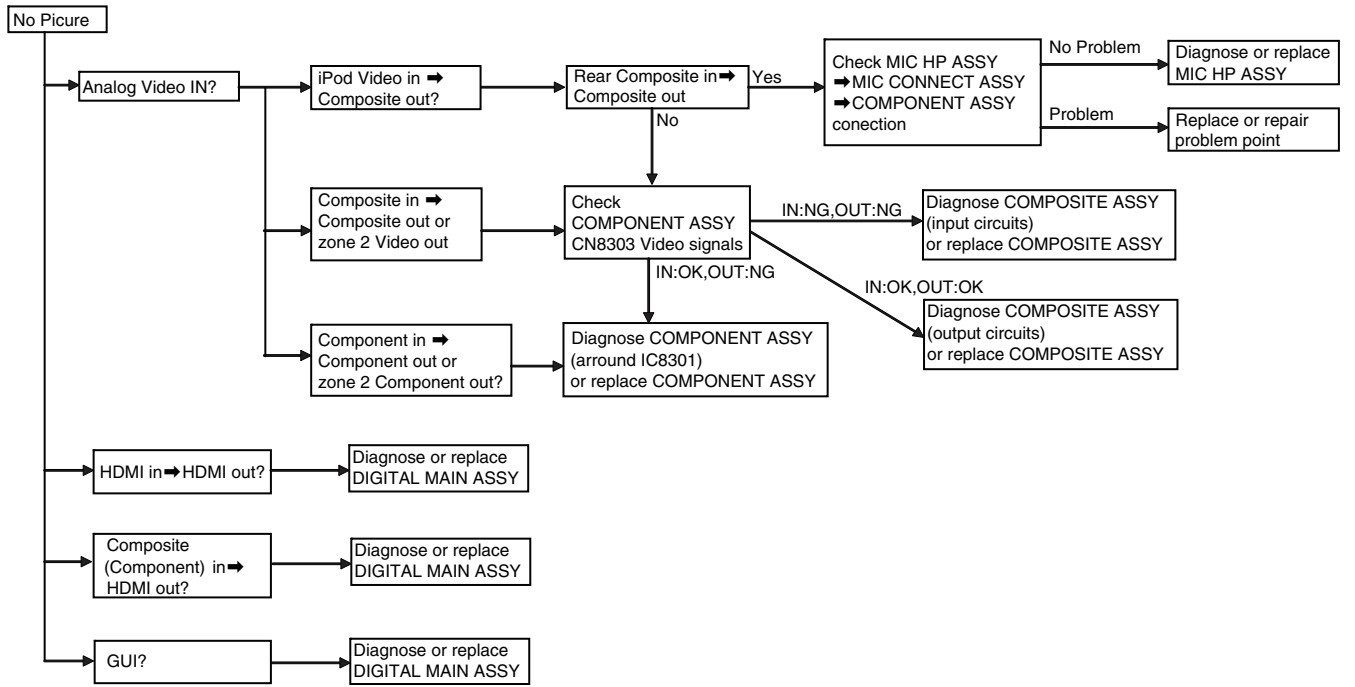 No Picure
Analog Video IN?
iPod Video in ➡
Composite out?
Rear Composite in➡
Composite out
Yes
No
Check MIC HP ASSY
➡MIC CONNECT ASSY
➡COMPONENT ASSY
conection
No Problem
Diagnose or replace
MIC HP ASSY
Problem
Replace or repair
problem point
Composite in ➡
Composite out or
zone 2 Video out
Check
COMPONENT ASSY
CN8303 Video signals
IN:NG,OUT:NG
Diagnose COMPOSITE ASSY
(input circuits)
or replace COMPOSITE ASSY
IN:OK,OUT:NG
IN:OK,OUT:OK
Diagnose COMPOSITE ASSY
(output circuits)
or replace COMPOSITE ASSY
Component in ➡
Component out or
zone 2 Component out?
Diagnose COMPONENT ASSY
(arround IC8301)
or replace COMPONENT ASSY
HDMI in➡HDMI out?
Diagnose or replace
DIGITAL MAIN ASSY
Composite
(Component) in➡
HDMI out?
Diagnose or replace
DIGITAL MAIN ASSY
GUI?
Diagnose or replace
DIGITAL MAIN ASSY